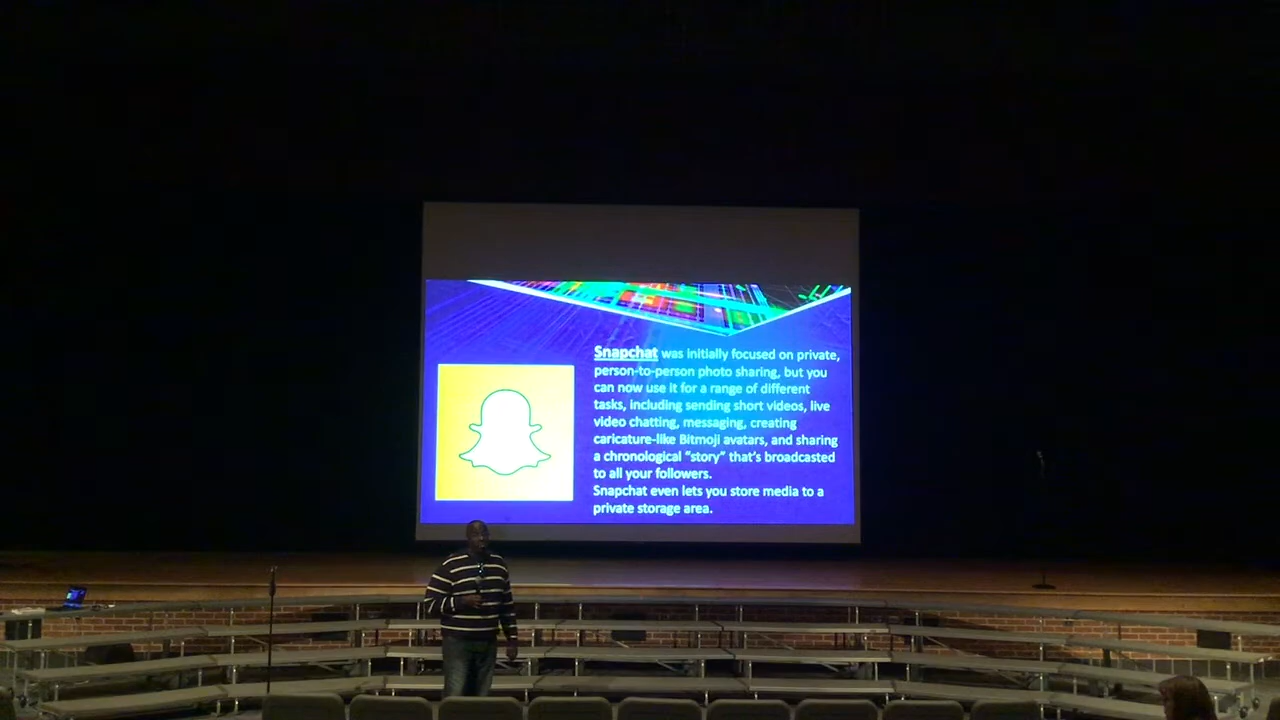 Snapchat was initially focused on private,
person-to-person photo sharing, but you
can now use it for a range of different
tasks, including sending short videos, live
video chatting, messaging, creating
caricature-like Bitmoji avatars, and sharing
a chronological "story" that's broadcasted
to all your followers.
Snapchat even lets you store media to a
private storage area.